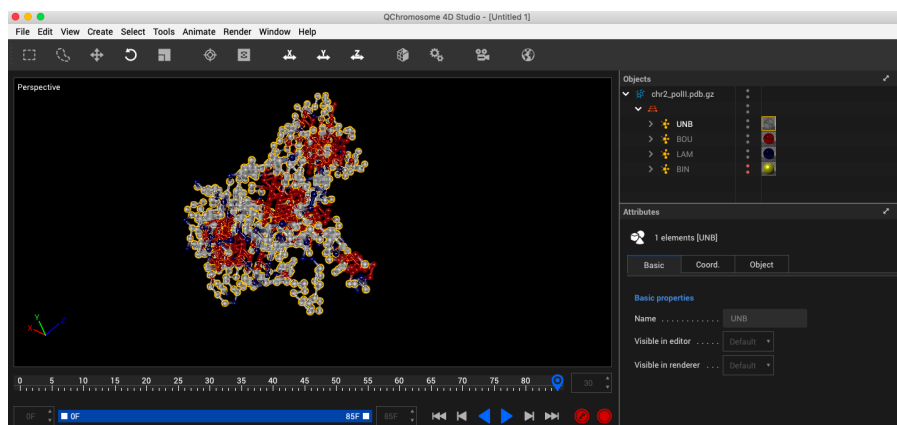 QChromosome 4D Studio - [Untitled 1]
File Edit View Create Select Tools Animate Render Window Help
X Y Z
Perspective
Objects
chr2_polII.pdb.gz
UNB
BOU
LAM
BIN
Attributes
1 elements [UNB]
Basic Coord. Object
Basic properties
Name . . . . . . . . . . . . UNB
Visible in editor . . . . . Default
Visible in renderer . . . Default
Y
X Z
0 5 10 15 20 25 30 35 40 45 50 55 60 65 70 75 80 30
0F 0F 85F 85F